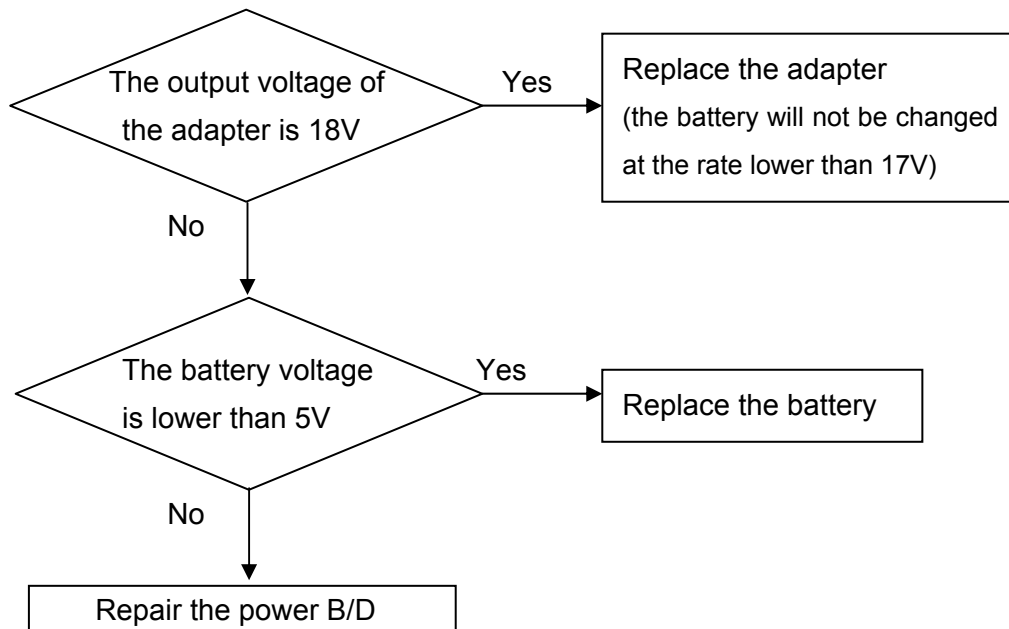 The output voltage of
the adapter is 18V
Yes
Replace the adapter
(the battery will not be changed
at the rate lower than 17V)
No
The battery voltage
is lower than 5V
Yes
Replace the battery
No
Repair the power B/D